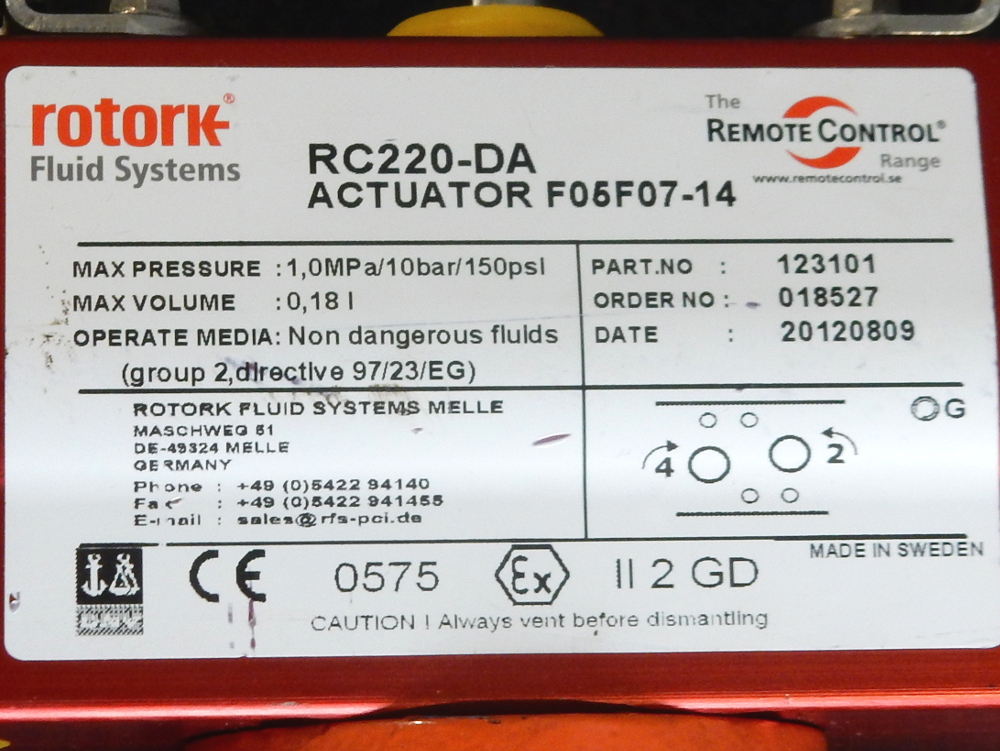 rotork®
Fluid Systems
The
REMOTE CONTROL®
Range
www.remotecontrol.se
RC220-DA
ACTUATOR F05F07-14
MAX PRESSURE : 1,0MPa/10bar/150psi
MAX VOLUME : 0,18 l
OPERATE MEDIA: Non dangerous fluids
(group 2,directive 97/23/EG)
PART.NO : 123101
ORDER NO : 018527
DATE : 20120809
ROTORK FLUID SYSTEMS MELLE
MASCHWEG 51
DE-49324 MELLE
GERMANY
Phone : +49 (0)5422 94140
Fax : +49 (0)5422 941455
E-mail : sales@rfs-pci.de
G
4 2
MADE IN SWEDEN
CE 0575 Ex II 2 GD
CAUTION ! Always vent before dismantling